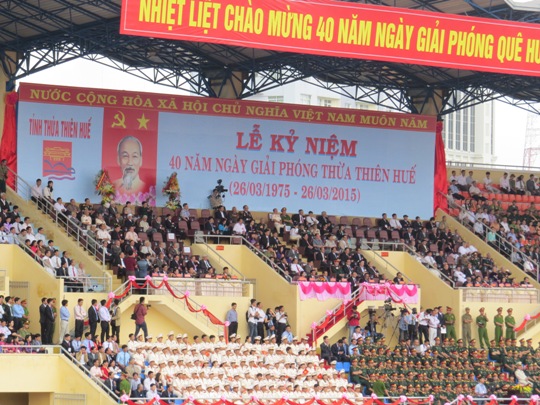 NHIỆT LIỆT CHÀO MỪNG 40 NĂM NGÀY GIẢI PHÓNG QUÊ HU
NƯỚC CỘNG HÒA XÃ HỘI CHỦ NGHĨA VIỆT NAM MUÔN NĂM
TỈNH THỪA THIÊN HUẾ
LỄ KỶ NIỆM
40 NĂM NGÀY GIẢI PHÓNG THỪA THIÊN HUẾ
(26/03/1975 - 26/03/2015)